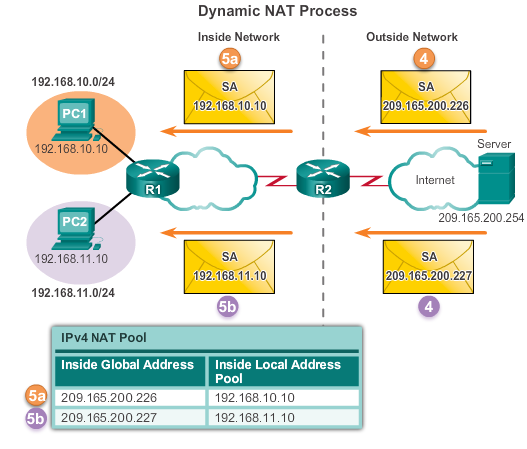 Dynamic NAT Process
Inside Network
Outside Network
5a
4
192.168.10.0/24
SA
192.168.10.10
SA
209.165.200.226
PC1
192.168.10.10
Server
R1
R2
Internet
209.165.200.254
PC2
192.168.11.10
192.168.11.0/24
SA
192.168.11.10
SA
209.165.200.227
5b
4
IPv4 NAT Pool
Inside Global Address
Inside Local Address
Pool
5a
209.165.200.226
192.168.10.10
5b
209.165.200.227
192.168.11.10